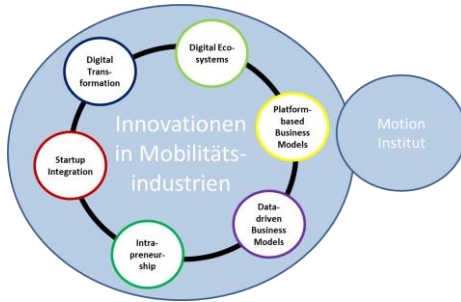 Digital Eco-
systems
Digital
Trans-
formation
Platform-
based
Business
Models
Innovationen
in Mobilitäts-
industrien
Motion
Institut
Startup
Integration
Data-
driven
Business
Models
Intra-
preneur-
ship